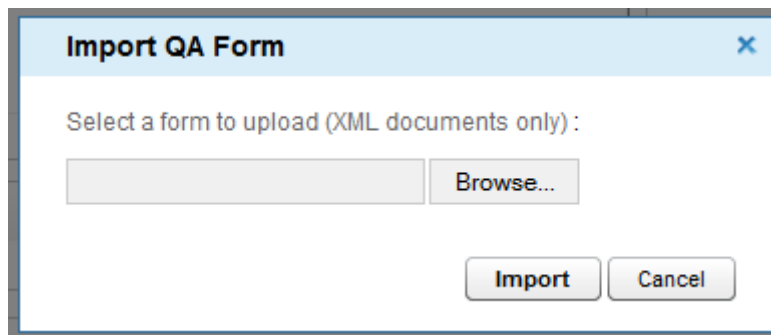 Import QA Form
Select a form to upload (XML documents only) :
Browse...
Import Cancel